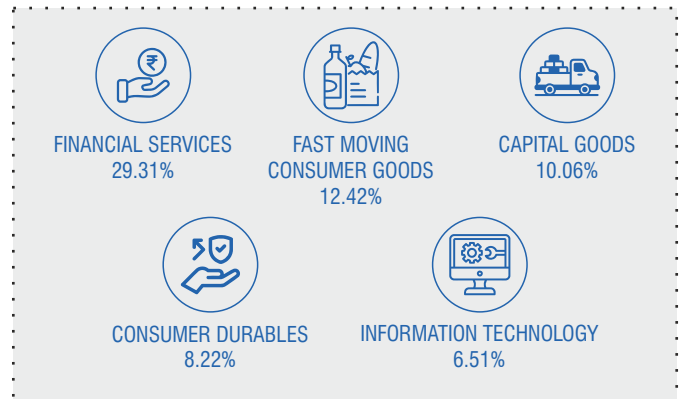 ₹
FINANCIAL SERVICES
29.31%
FAST MOVING
CONSUMER GOODS
12.42%
CAPITAL GOODS
10.06%
CONSUMER DURABLES
8.22%
INFORMATION TECHNOLOGY
6.51%